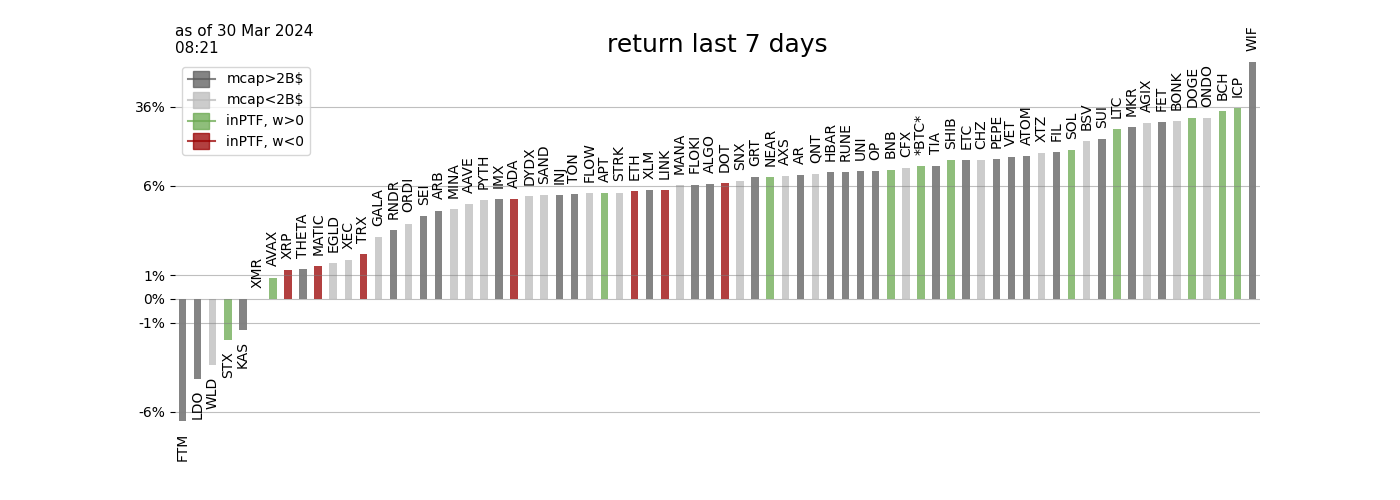 as of 30 Mar 2024
08:21
return last 7 days
mcap>2B$
mcap<2B$
inPTF, w>0
inPTF, w<0
36%
6%
1%
0%
-1%
-6%
FTM
LDO
WLD
STX
KAS
XMR
AVAX
XRP
THETA
MATIC
EGLD
XEC
TRX
GALA
RNDR
ORDI
SEI
ARB
MINA
AAVE
PYTH
IMX
ADA
DYDX
SAND
INJ
TON
FLOW
APT
STRK
ETH
XLM
LINK
MANA
FLOKI
ALGO
DOT
SNX
GRT
NEAR
AXS
AR
QNT
HBAR
RUNE
UNI
OP
BNB
CFX
*BTC*
TIA
SHIB
ETC
CHZ
PEPE
VET
ATOM
XTZ
FIL
SOL
BSV
SUI
LTC
MKR
AGIX
FET
BONK
DOGE
ONDO
BCH
ICP
WIF